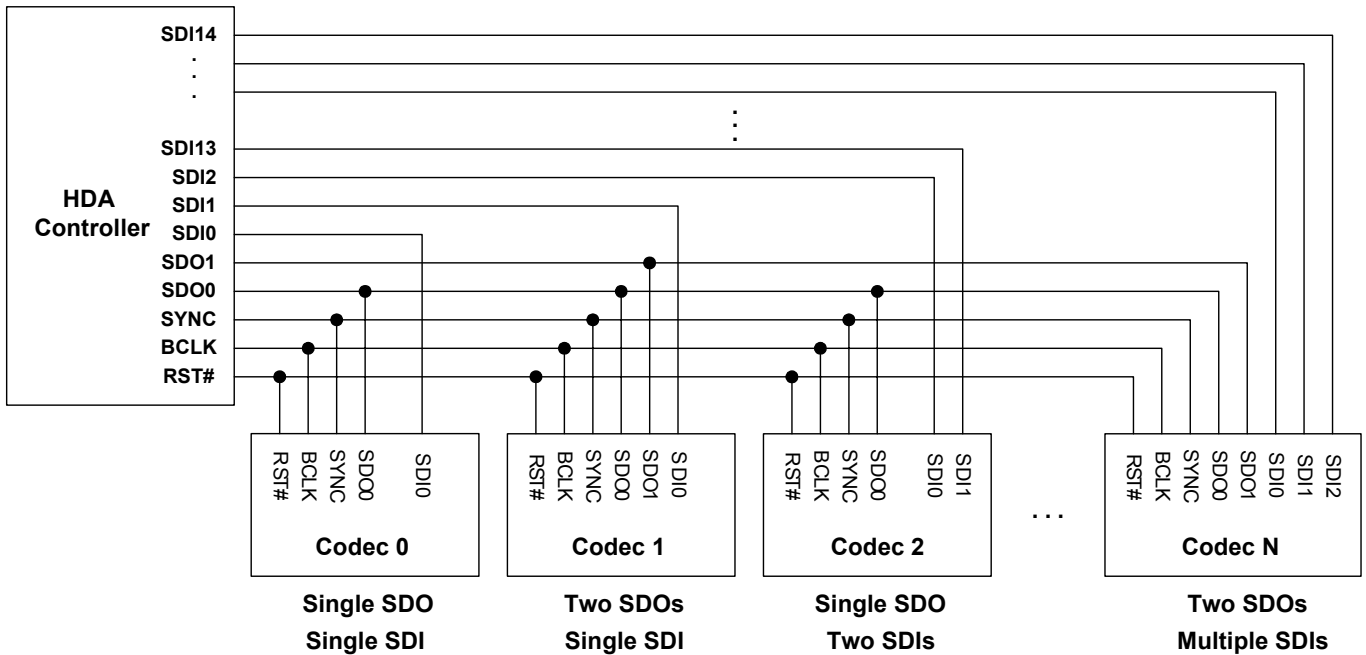 SDI14
.
.
.
SDI13
SDI2
SDI1
SDI0
SDO1
SDO0
SYNC
BCLK
RST#
HDA
Controller
.
.
.
RST#
BCLK
SYNC
SDO0
SDI0
Codec 0
Single SDO
Single SDI
RST#
BCLK
SYNC
SDO0
SDO1
SDI0
Codec 1
Two SDOs
Single SDI
RST#
BCLK
SYNC
SDO0
SDI0
SDI1
Codec 2
Single SDO
Two SDIs
. . .
RST#
BCLK
SYNC
SDO0
SDO1
SDI0
SDI1
SDI2
Codec N
Two SDOs
Multiple SDIs